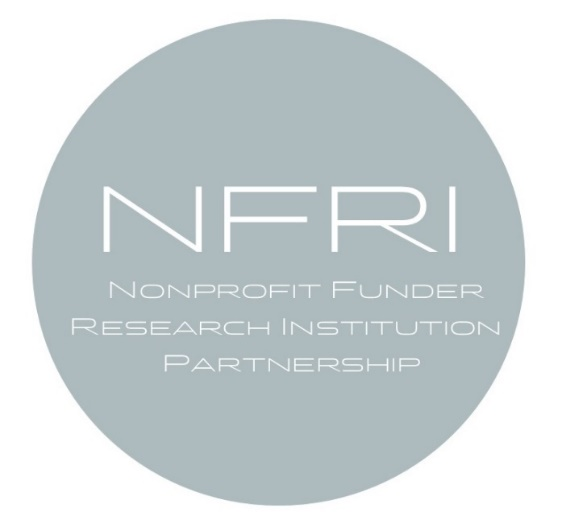 NFRI
NONPROFIT FUNDER
RESEARCH INSTITUTION
PARTNERSHIP